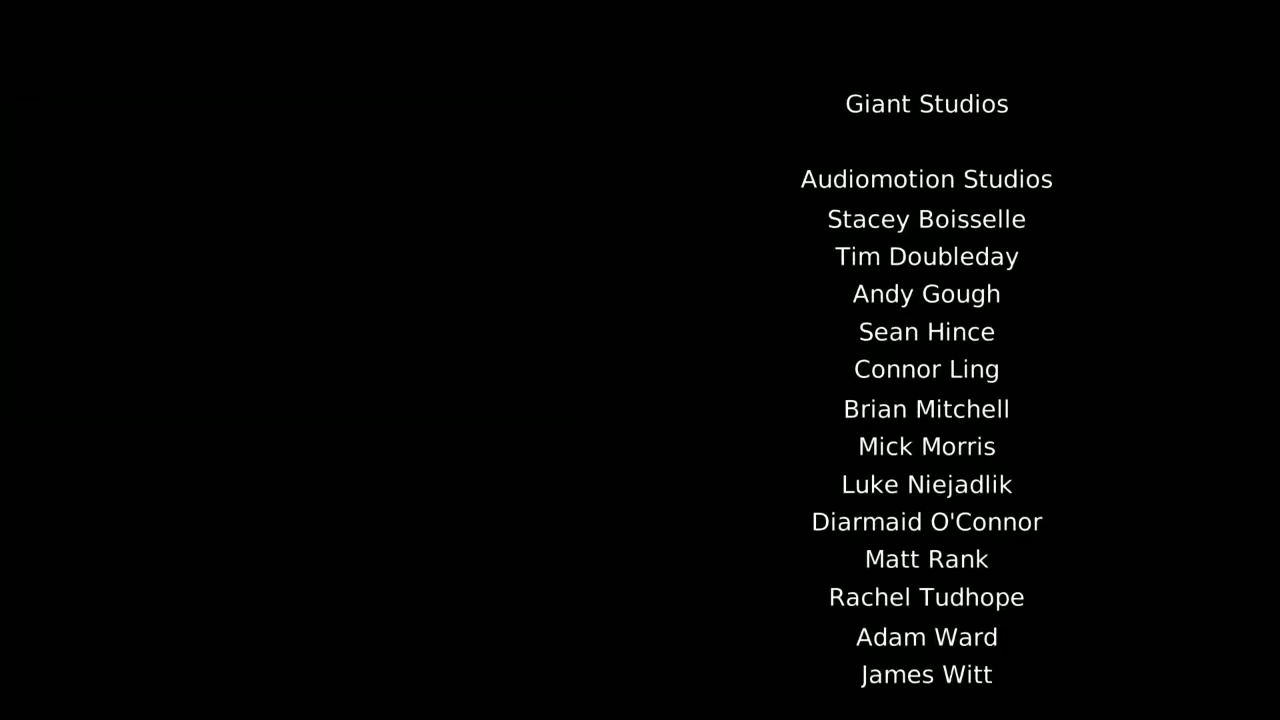 Giant Studios
Audiomotion Studios
Stacey Boisselle
Tim Doubleday
Andy Gough
Sean Hince
Connor Ling
Brian Mitchell
Mick Morris
Luke Niejadlik
Diarmaid O'Connor
Matt Rank
Rachel Tudhope
Adam Ward
James Witt